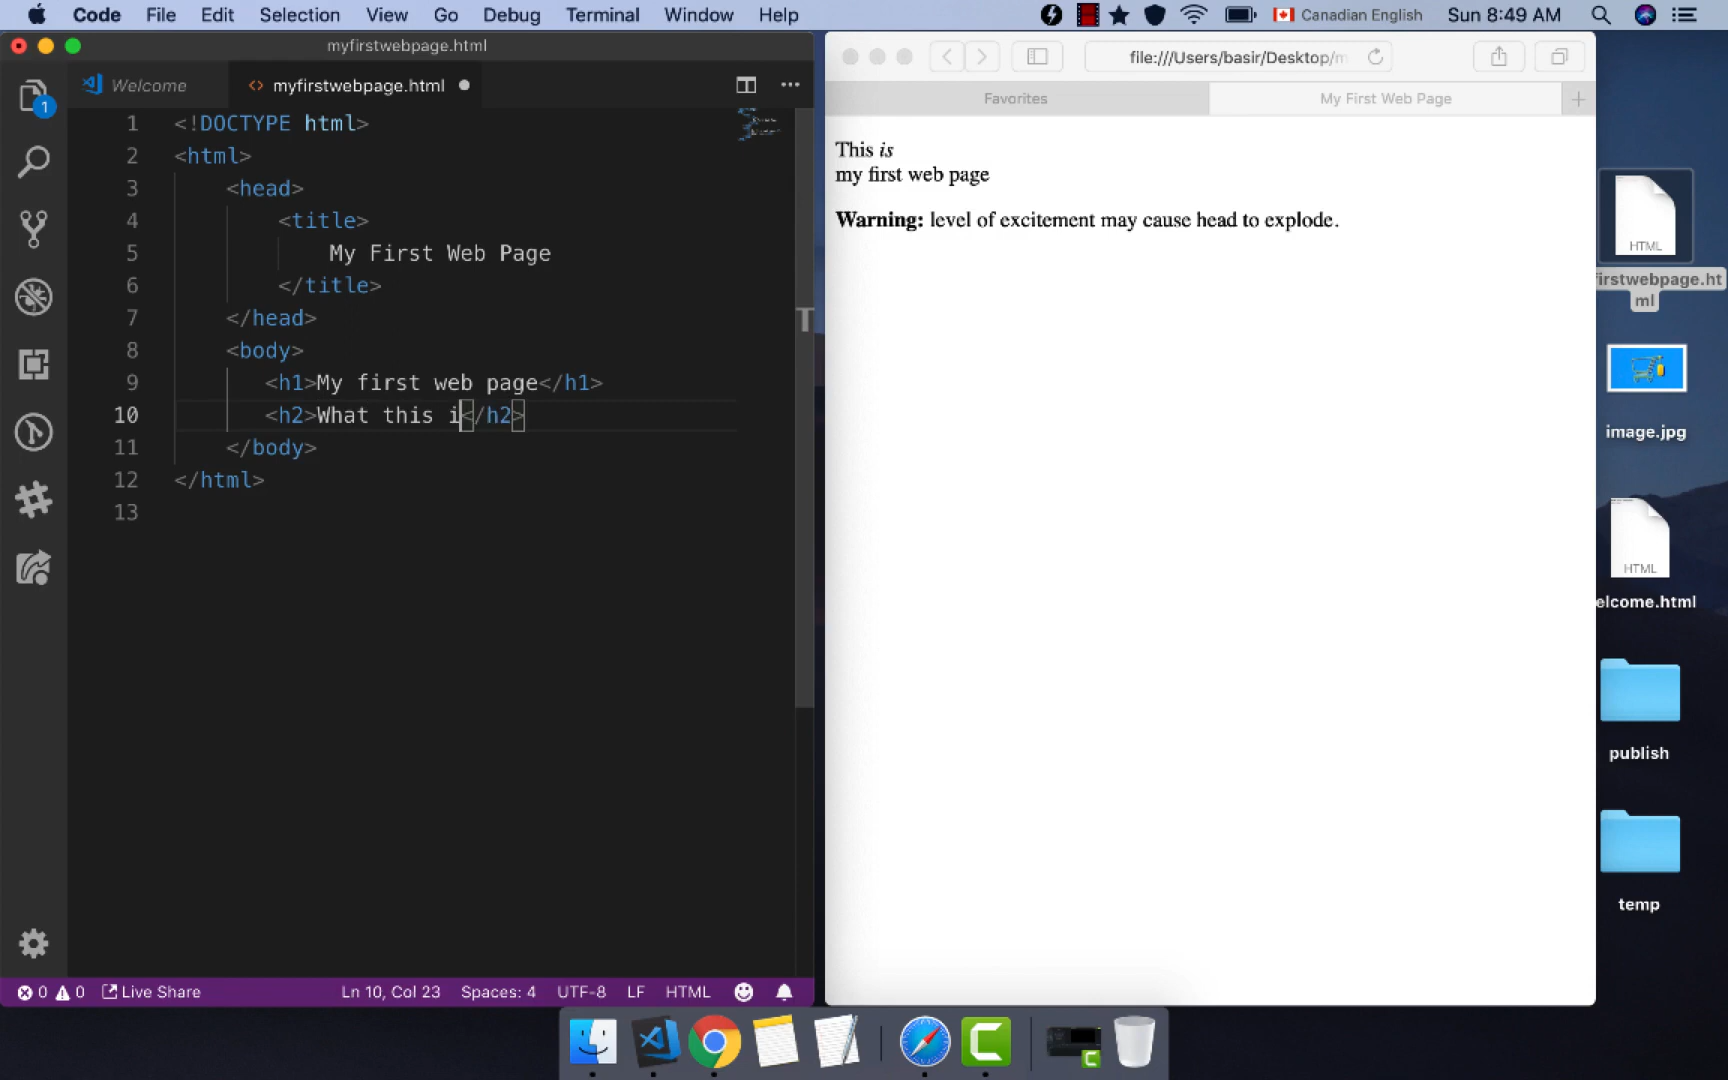 Code File Edit Selection View Go Debug Terminal Window Help Canadian English Sun 8:49 AM
myfirstwebpage.html
Welcome myfirstwebpage.html
1 <!DOCTYPE html>
2 <html>
3 <head>
4 <title>
5 My First Web Page
6 </title>
7 </head>
8 <body>
9 <h1>My first web page</h1>
10 <h2>What this i</h2>
11 </body>
12 </html>
13
1
0 0 Live Share Ln 10, Col 23 Spaces: 4 UTF-8 LF HTML
T
file:///Users/basir/Desktop/m
Favorites My First Web Page
This is
my first web page
Warning: level of excitement may cause head to explode.
HTML
firstwebpage.ht
ml
image.jpg
HTML
elcome.html
publish
temp